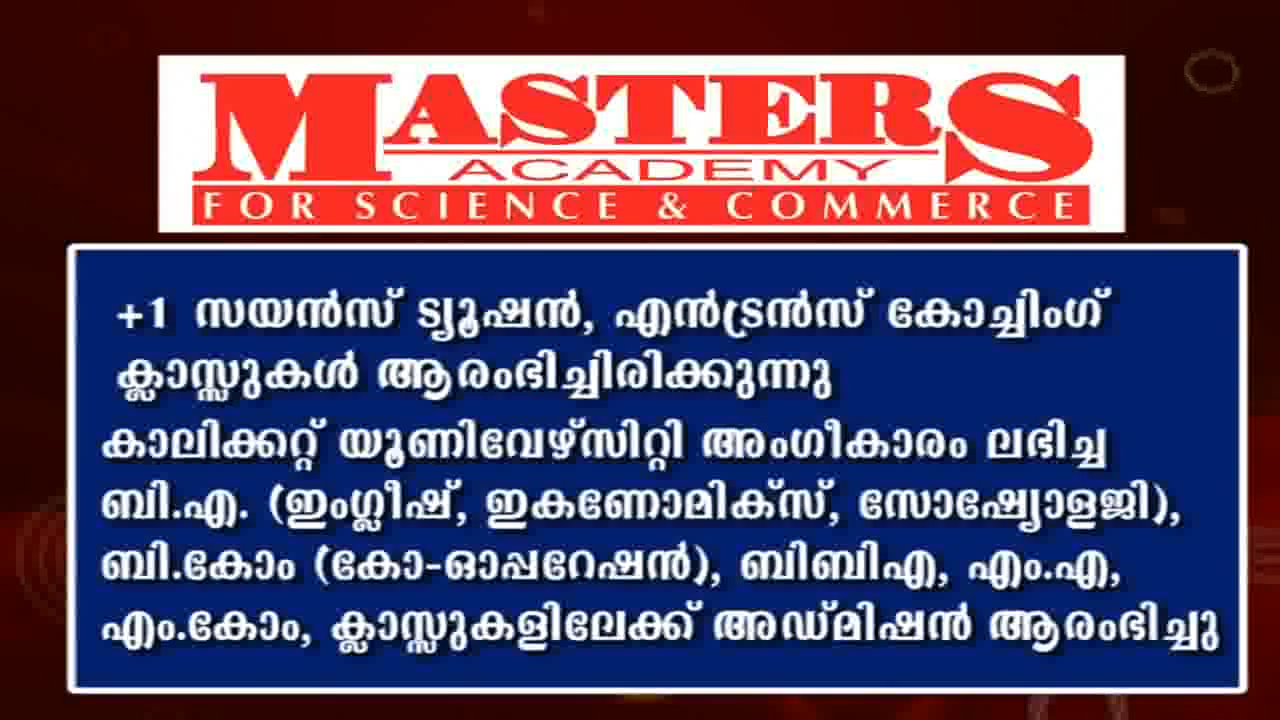 MASTERS
ACADEMY
FOR SCIENCE & COMMERCE
+1 സയൻസ് ട്യൂഷൻ, എൻട്രൻസ് കോച്ചിംഗ്
ക്ലാസ്സുകൾ ആരംഭിച്ചിരിക്കുന്നു
കാലിക്കറ്റ് യൂണിവേഴ്സിറ്റി അംഗീകാരം ലഭിച്ച
ബി.എ. (ഇംഗ്ലീഷ്, ഇകണോമിക്സ്, സോഷ്യോളജി),
ബി.കോം (കോ-ഓപ്പറേഷൻ), ബിബിഎ, എം.എ,
എം.കോം, ക്ലാസ്സുകളിലേക്ക് അഡ്മിഷൻ ആരംഭിച്ചു